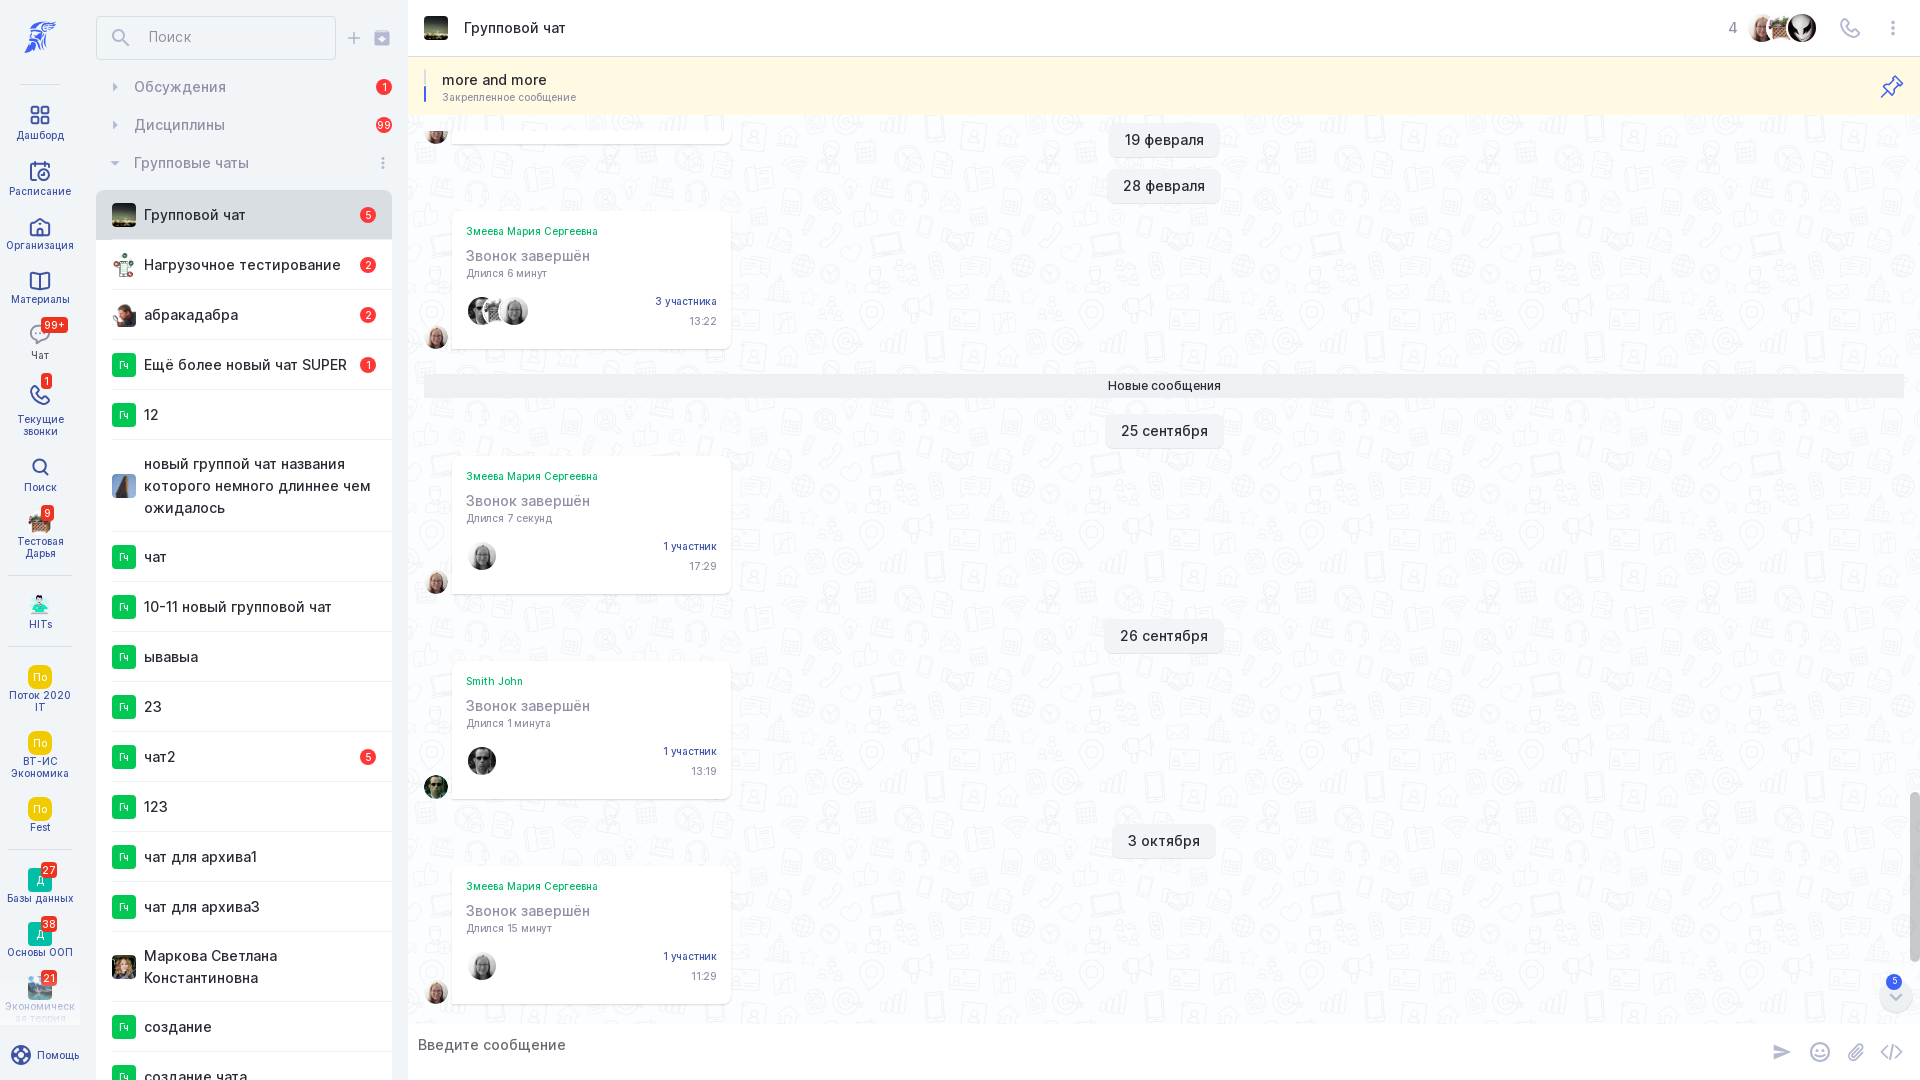 Дашборд
Расписание
Организация
Материалы
99+
Чат
1
Текущие
звонки
Поиск
9
Тестовая
Дарья
HITs
По
Поток 2020
IT
По
ВТ-ИС
Экономика
По
Fest
27
Д
Базы данных
38
Д
Основы ООП
21
Экономическ
ая теория
Помощь
Поиск
Обсуждения
1
Дисциплины
99
Групповые чаты
Групповой чат
5
Нагрузочное тестирование
2
абракадабра
2
Гч
Ещё более новый чат SUPER
1
Гч
12
новый группой чат названия
которого немного длиннее чем
ожидалось
Гч
чат
Гч
10-11 новый групповой чат
Гч
ывавыа
Гч
23
Гч
чат2
5
Гч
123
Гч
чат для архива1
Гч
чат для архива3
Маркова Светлана
Константиновна
Гч
создание
Гч
создание чата
Групповой чат
4
more and more
Закрепленное сообщение
19 февраля
28 февраля
Змеева Мария Сергеевна
Звонок завершён
Длился 6 минут
3 участника
13:22
Новые сообщения
25 сентября
Змеева Мария Сергеевна
Звонок завершён
Длился 7 секунд
1 участник
17:29
26 сентября
Smith John
Звонок завершён
Длился 1 минута
1 участник
13:19
3 октября
Змеева Мария Сергеевна
Звонок завершён
Длился 15 минут
1 участник
11:29
5
Введите сообщение